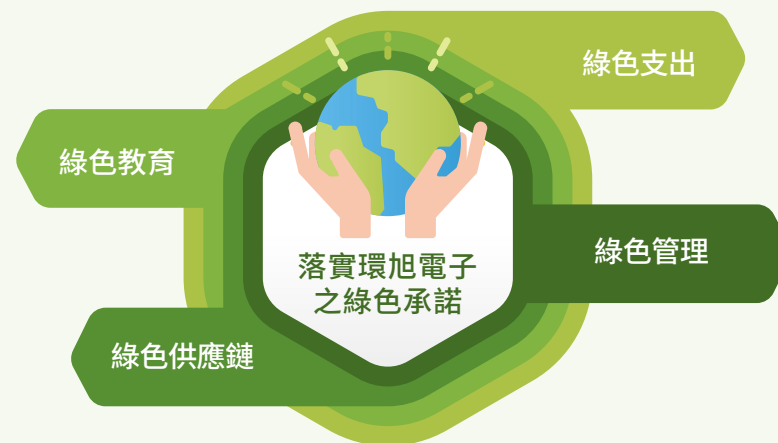 綠色支出
綠色教育
綠色管理
落實環旭電子
之綠色承諾
綠色供應鏈